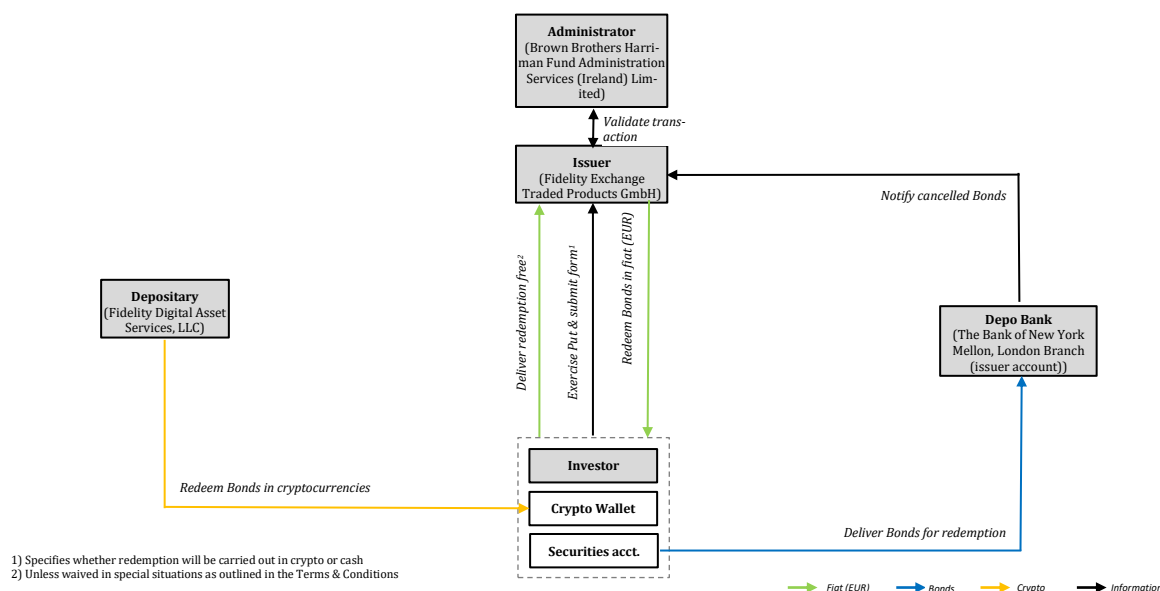 Administrator
(Brown Brothers Harri-
man Fund Administration
Services (Ireland) Lim-
ited)
Validate trans-
action
Issuer
(Fidelity Exchange
Traded Products GmbH)
Notify cancelled Bonds
Deliver redemption free²
Exercise Put & submit form¹
Redeem Bonds in fiat (EUR)
Depositary
(Fidelity Digital Asset
Services, LLC)
Depo Bank
(The Bank of New York
Mellon, London Branch
(issuer account))
Investor
Redeem Bonds in cryptocurrencies
Crypto Wallet
Deliver Bonds for redemption
Securities acct.
1) Specifies whether redemption will be carried out in crypto or cash
2) Unless waived in special situations as outlined in the Terms & Conditions
Fiat (EUR)
Bonds
Crypto
Information